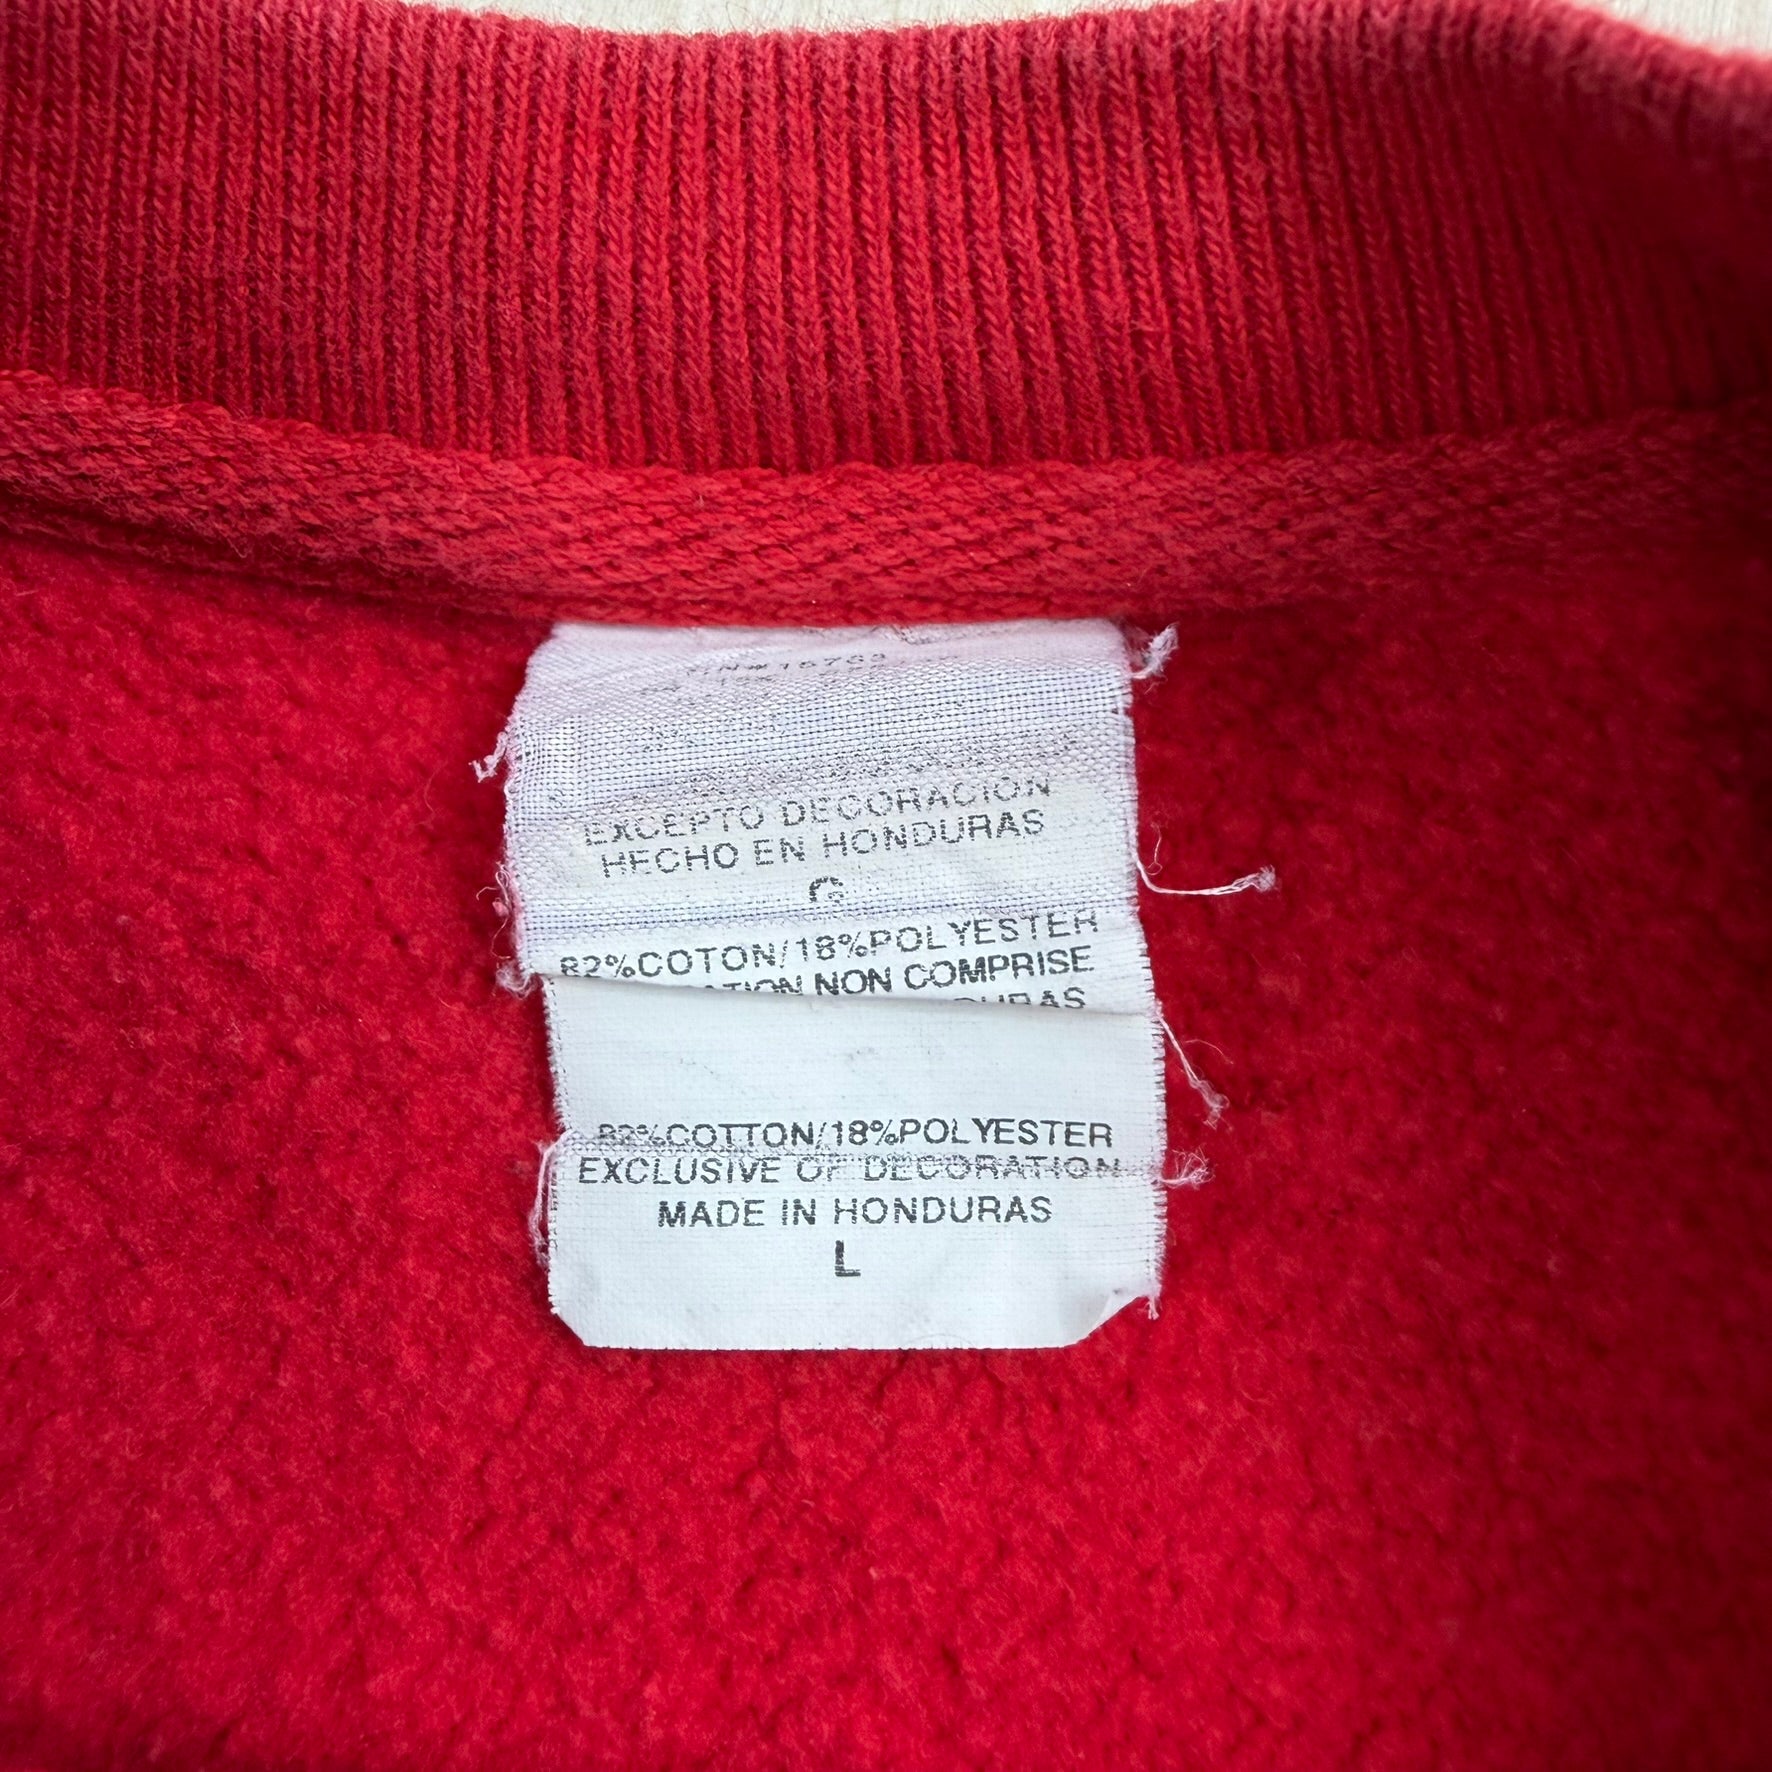 EXCEPTO DECORACION
HECHO EN HONDURAS
G
82%COTON/18%POLYESTER
NON COMPRISE
82%COTTON/18%POLYESTER
EXCLUSIVE OF DECORATION
MADE IN HONDURAS
L